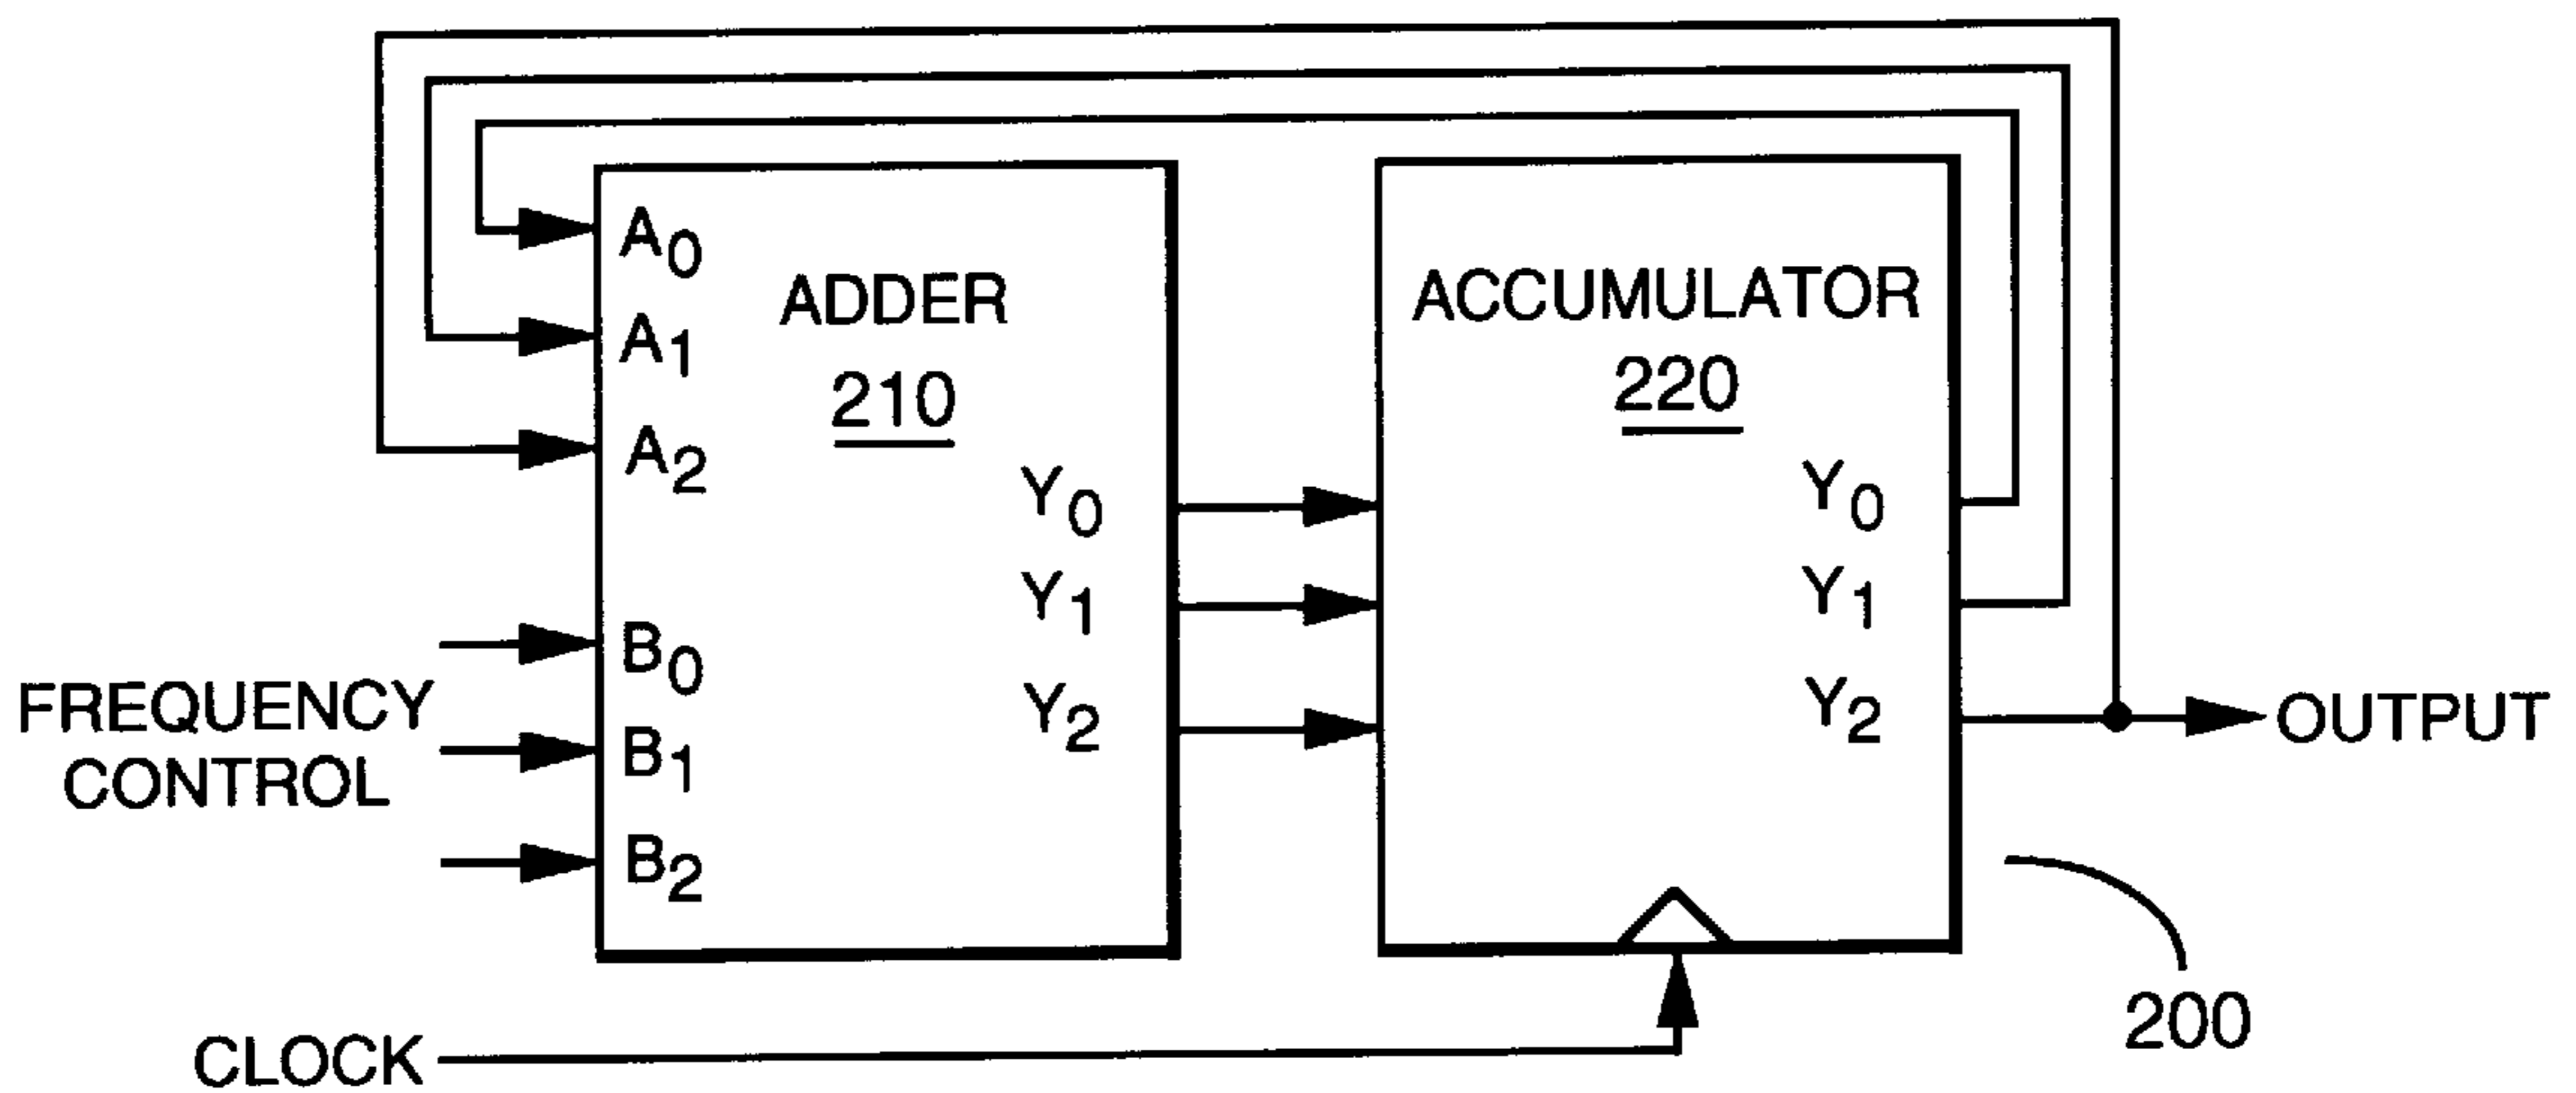 A0
A1
A2
ADDER
210
Y0
Y1
Y2
B0
B1
B2
FREQUENCY
CONTROL
ACCUMULATOR
220
Y0
Y1
Y2
OUTPUT
200
CLOCK